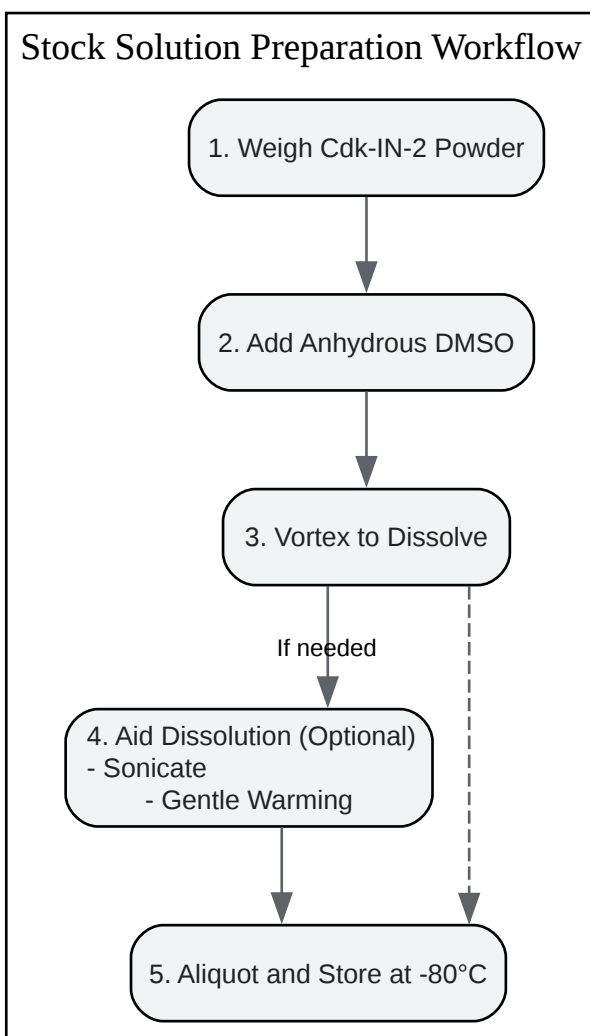 Stock Solution Preparation Workflow
1. Weigh Cdk-IN-2 Powder
2. Add Anhydrous DMSO
3. Vortex to Dissolve
If needed
4. Aid Dissolution (Optional)
- Sonicate
- Gentle Warming
5. Aliquot and Store at -80°C